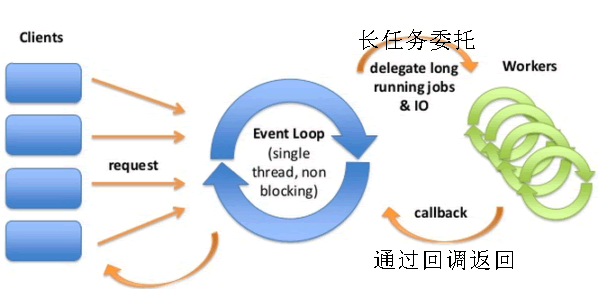 Clients
长任务委托
delegate long
running jobs
& IO
Workers
Event Loop
(single
thread, non
blocking)
request
callback
通过回调返回